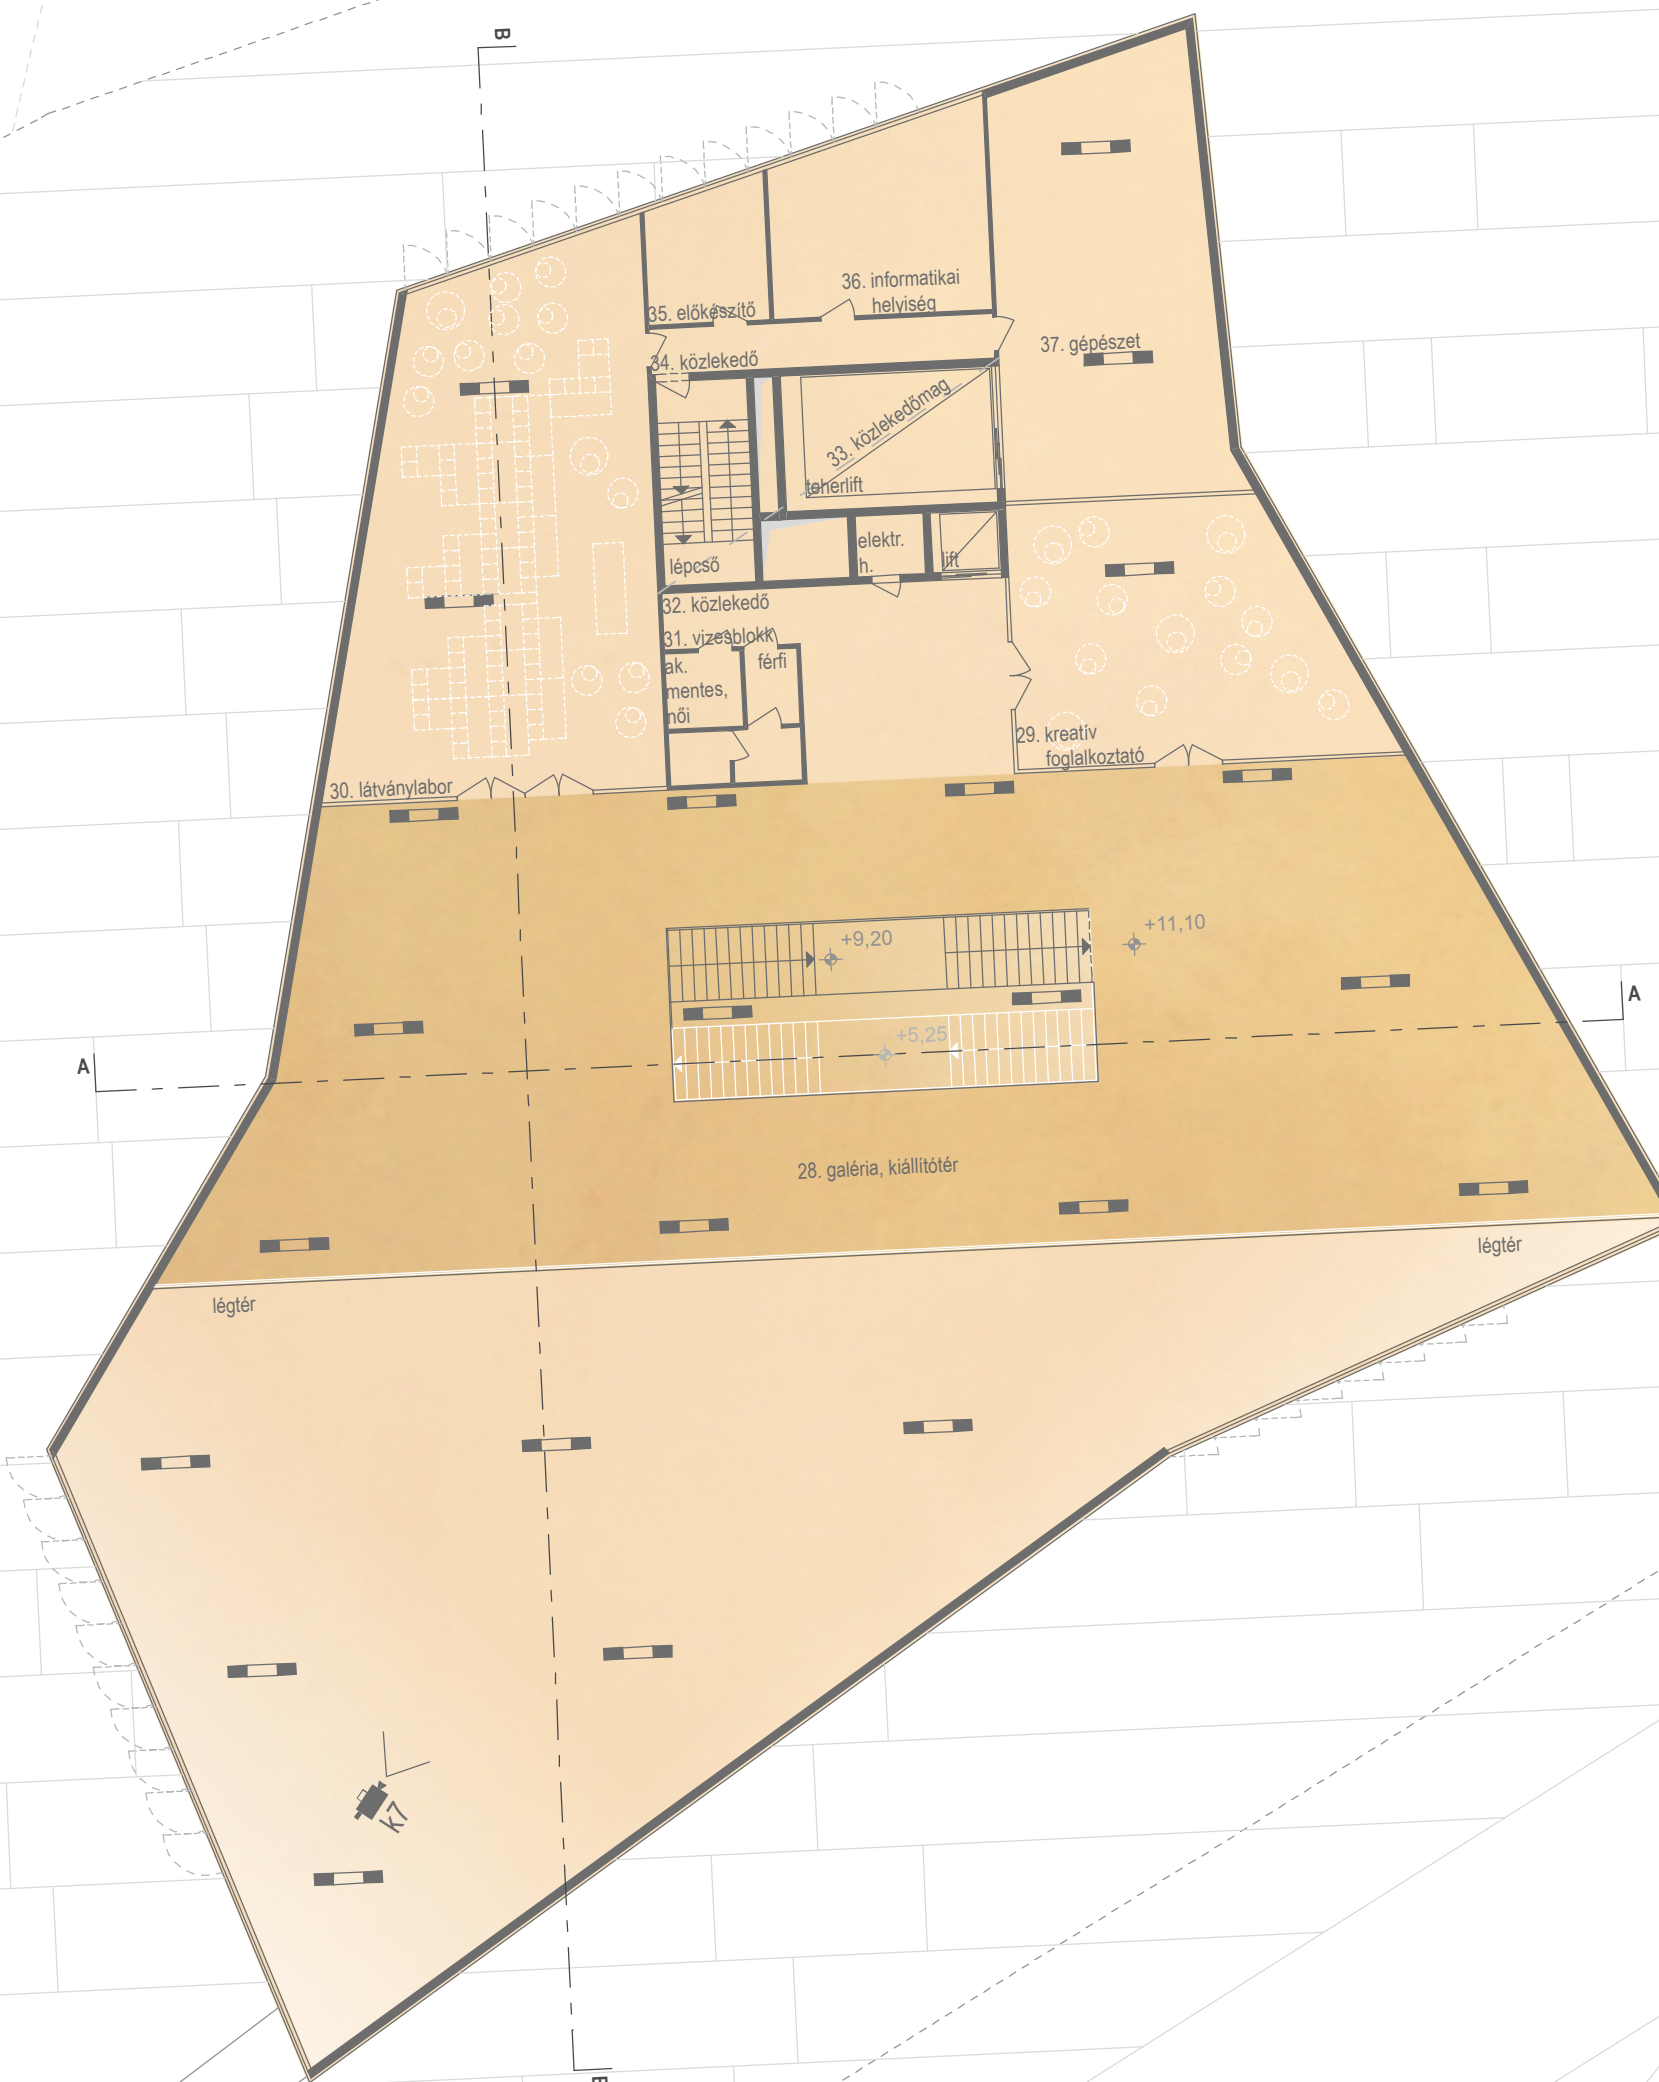 B
36. informatikai
helyiség
35. előkészítő
37. gépészet
34. közlekedő
33. közlekedőmag
teherlift
elektr.
h.
lift
lépcső
32. közlekedő
31. vizesblokk
ak.
mentes,
női
férfi
29. kreatív
foglalkoztató
30. látványlabor
+9,20
+11,10
A
+5,25
A
28. galéria, kiállítótér
légtér
légtér
k7